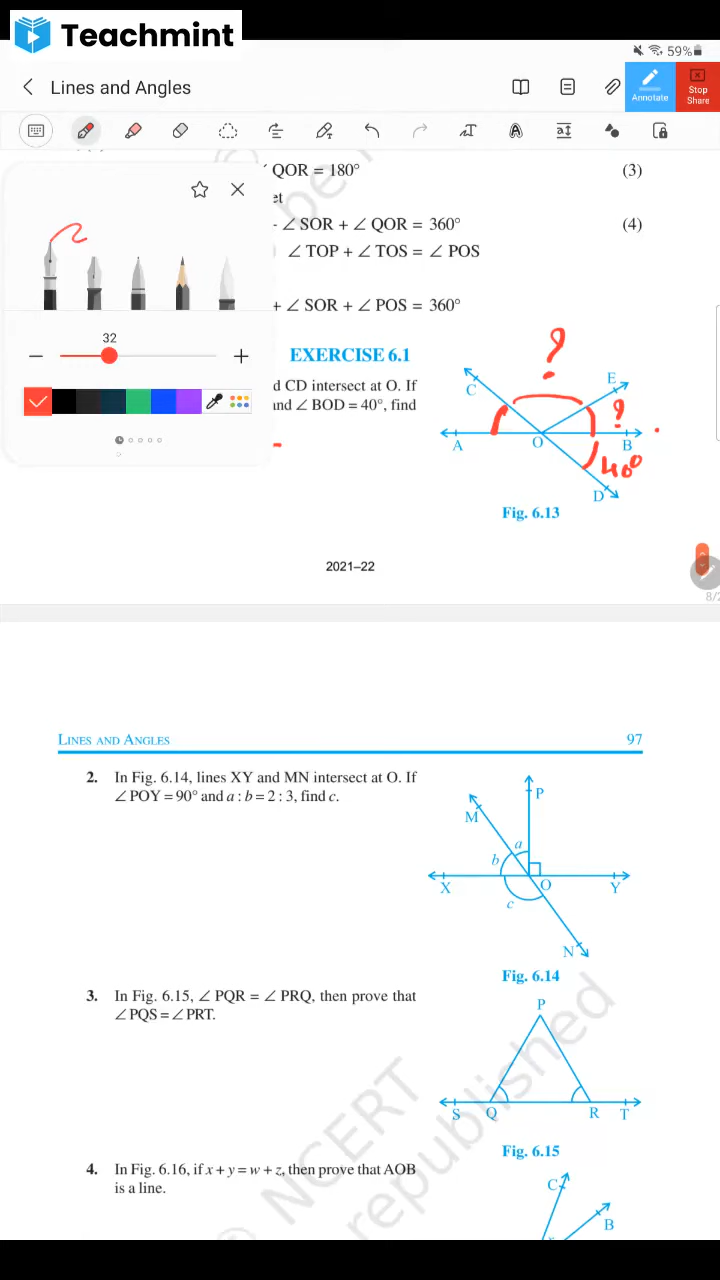 Teachmint
59%
Lines and Angles
Annotate
Stop
Share
QOR = 180°
(3)
et
- ∠ SOR + ∠ QOR = 360°
(4)
∠ TOP + ∠ TOS = ∠ POS
+ ∠ SOR + ∠ POS = 360°
32
EXERCISE 6.1
d CD intersect at O. If
and ∠ BOD = 40°, find
?
C
E
?
A
O
B
40°
D
Fig. 6.13
2021–22
8/2
LINES AND ANGLES
97
2. In Fig. 6.14, lines XY and MN intersect at O. If
∠ POY = 90° and a : b = 2 : 3, find c.
P
M
a
b
X
O
Y
c
N
Fig. 6.14
3. In Fig. 6.15, ∠ PQR = ∠ PRQ, then prove that
∠ PQS = ∠ PRT.
P
S
Q
R
T
Fig. 6.15
4. In Fig. 6.16, if x + y = w + z, then prove that AOB
is a line.
C
B
© NCERT
republished